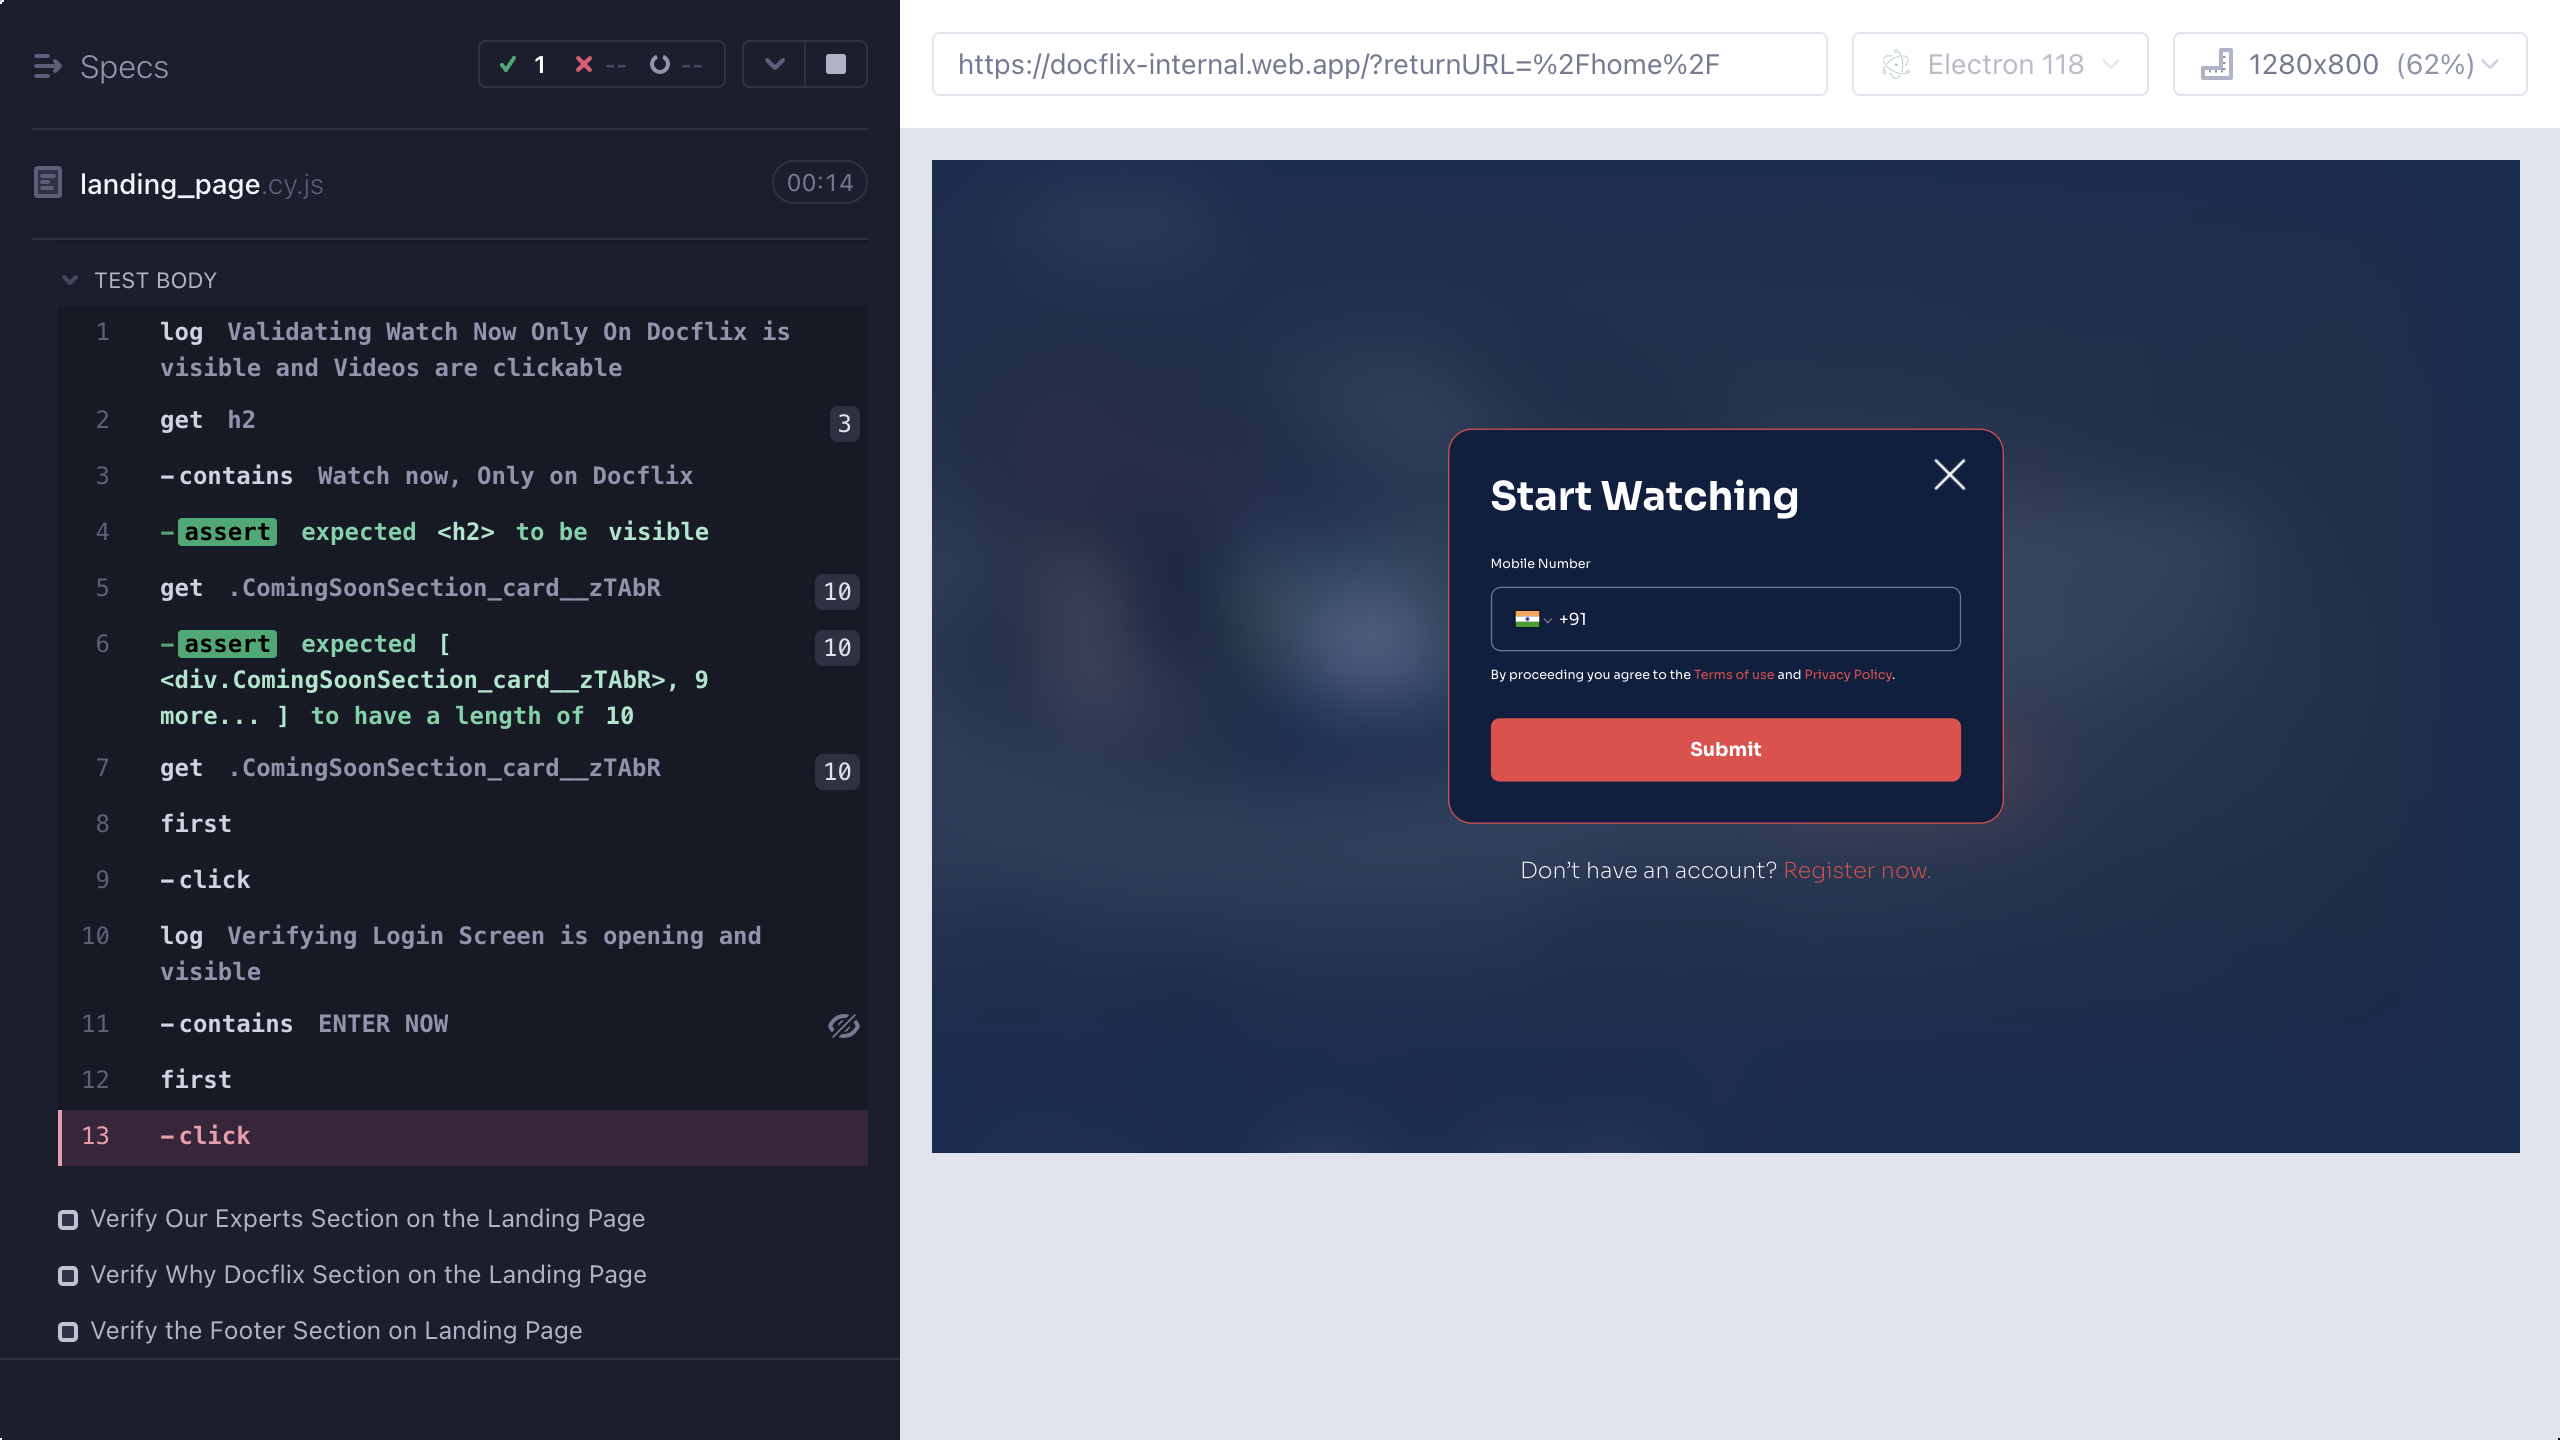 Specs
1 -- --
landing_page.cy.js 00:14
TEST BODY
1 log Validating Watch Now Only On Docflix is
visible and Videos are clickable
2 get h2 3
3 -contains Watch now, Only on Docflix
4 -assert expected <h2> to be visible
5 get .ComingSoonSection_card__zTAbR 10
6 -assert expected [ 10
<div.ComingSoonSection_card__zTAbR>, 9
more... ] to have a length of 10
7 get .ComingSoonSection_card__zTAbR 10
8 first
9 -click
10 log Verifying Login Screen is opening and
visible
11 -contains ENTER NOW
12 first
13 -click
Verify Our Experts Section on the Landing Page
Verify Why Docflix Section on the Landing Page
Verify the Footer Section on Landing Page
https://docflix-internal.web.app/?returnURL=%2Fhome%2F
Electron 118
1280x800 (62%)
Start Watching
Mobile Number
+91
By proceeding you agree to the Terms of use and Privacy Policy.
Submit
Don’t have an account? Register now.